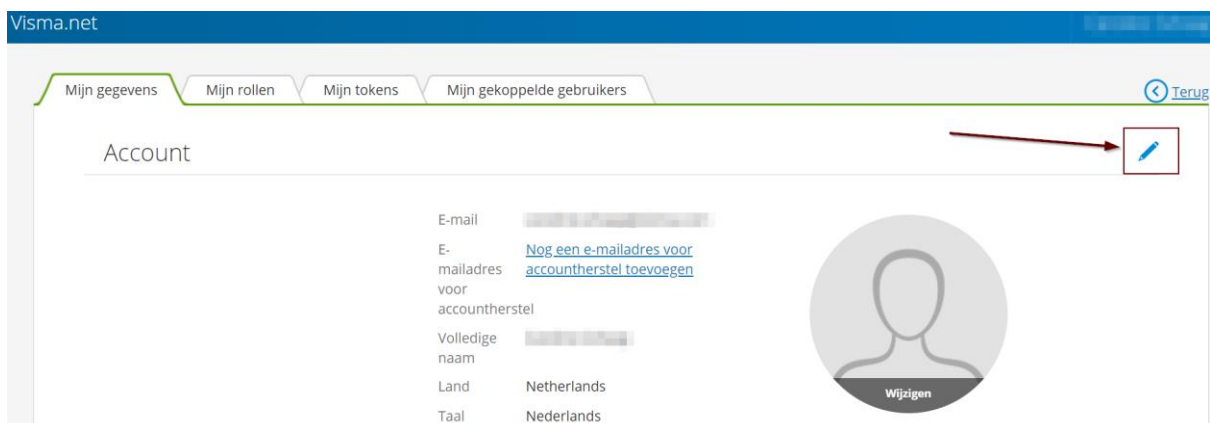 Visma.net
Mijn gegevens Mijn rollen Mijn tokens Mijn gekoppelde gebruikers
Terug
Account
E-mail
E-
mailadres
voor
accountherstel
Nog een e-mailadres voor
accountherstel toevoegen
Volledige
naam
Land Netherlands
Taal Nederlands
Wijzigen